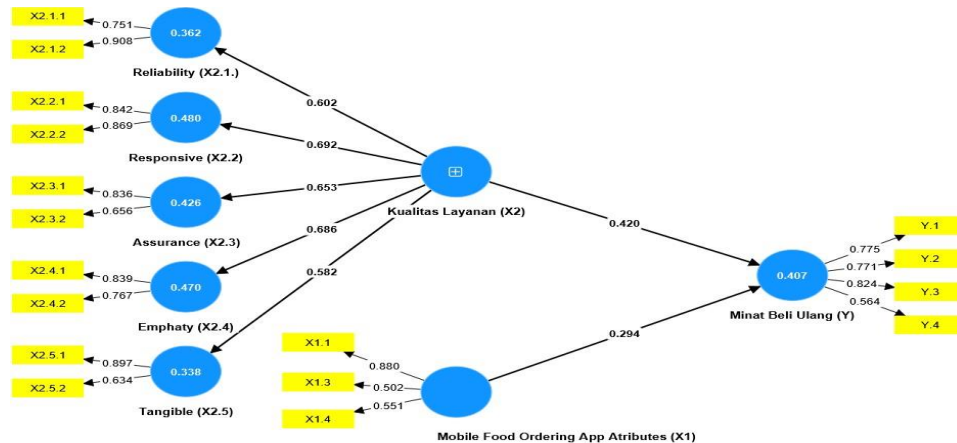 X2.1.1
0.751
0.908
X2.1.2
0.362
Reliability (X2.1.)
0.602
X2.2.1
0.842
0.869
X2.2.2
0.480
Responsive (X2.2)
0.692
X2.3.1
0.836
0.656
X2.3.2
0.426
Assurance (X2.3)
0.653
Kualitas Layanan (X2)
0.420
X2.4.1
0.839
0.767
X2.4.2
0.470
Emphaty (X2.4)
0.686
X2.5.1
0.897
0.634
X2.5.2
0.338
Tangible (X2.5)
0.582
X1.1
0.880
X1.3
0.502
X1.4
0.551
Mobile Food Ordering App Atributes (X1)
0.294
0.407
Minat Beli Ulang (Y)
0.775
Y.1
0.771
Y.2
0.824
Y.3
0.564
Y.4